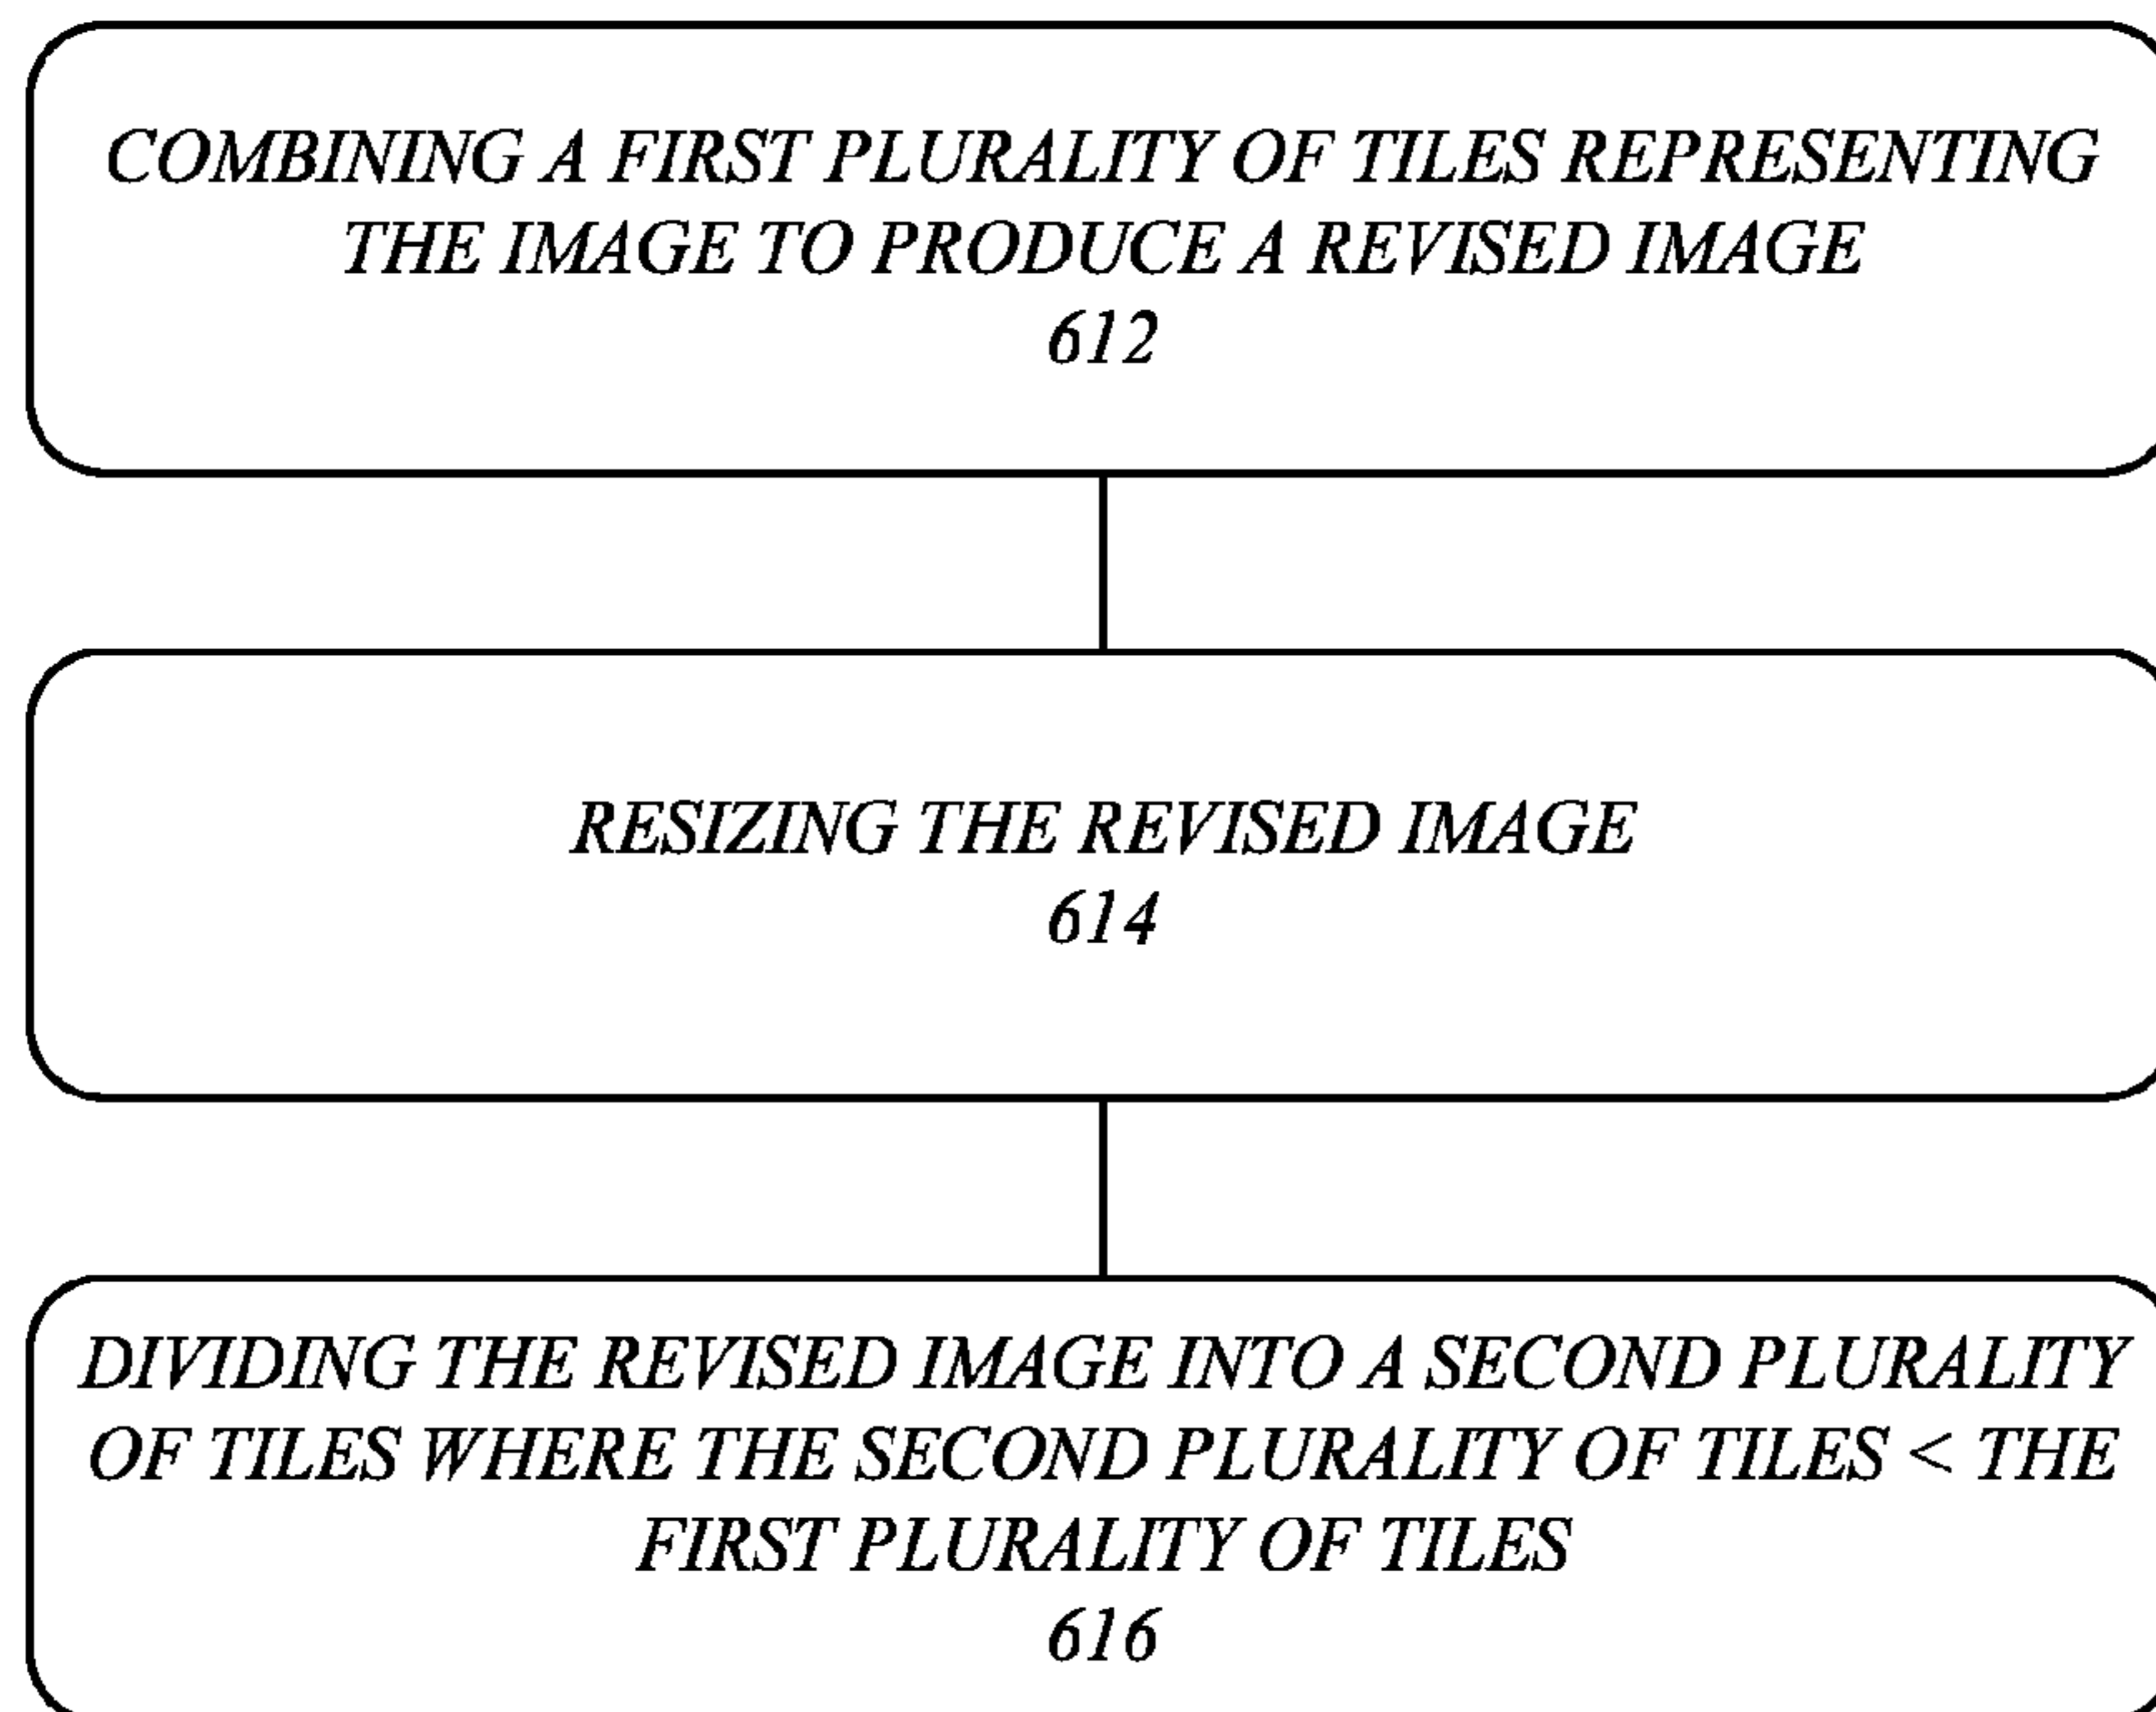 COMBINING A FIRST PLURALITY OF TILES REPRESENTING
THE IMAGE TO PRODUCE A REVISED IMAGE
612
RESIZING THE REVISED IMAGE
614
DIVIDING THE REVISED IMAGE INTO A SECOND PLURALITY
OF TILES WHERE THE SECOND PLURALITY OF TILES < THE
FIRST PLURALITY OF TILES
616